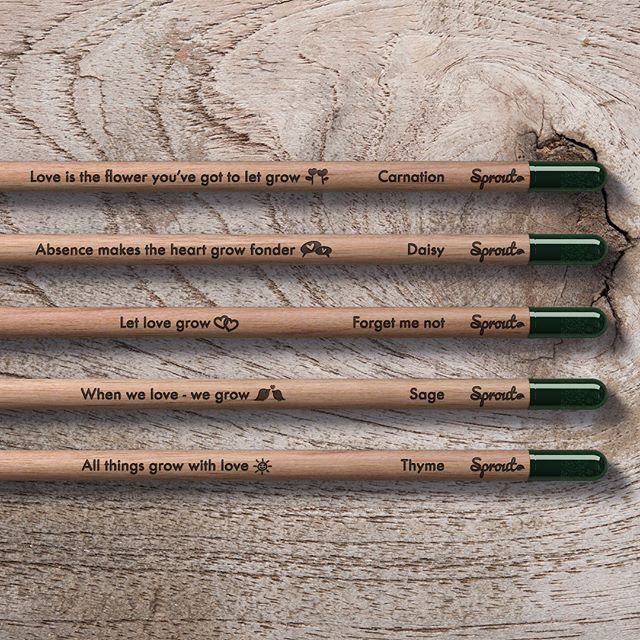 Love is the flower you've got to let grow Carnation Sprout
Absence makes the heart grow fonder Daisy Sprout
Let love grow Forget me not Sprout
When we love - we grow Sage Sprout
All things grow with love Thyme Sprout